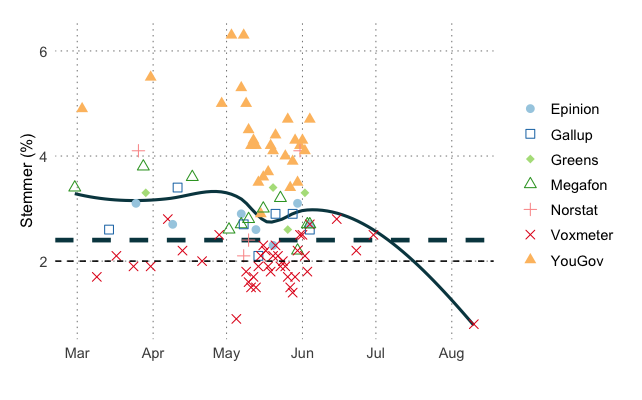 Stemmer (%)
6
4
2
Mar Apr May Jun Jul Aug
Epinion
Gallup
Greens
Megafon
Norstat
Voxmeter
YouGov